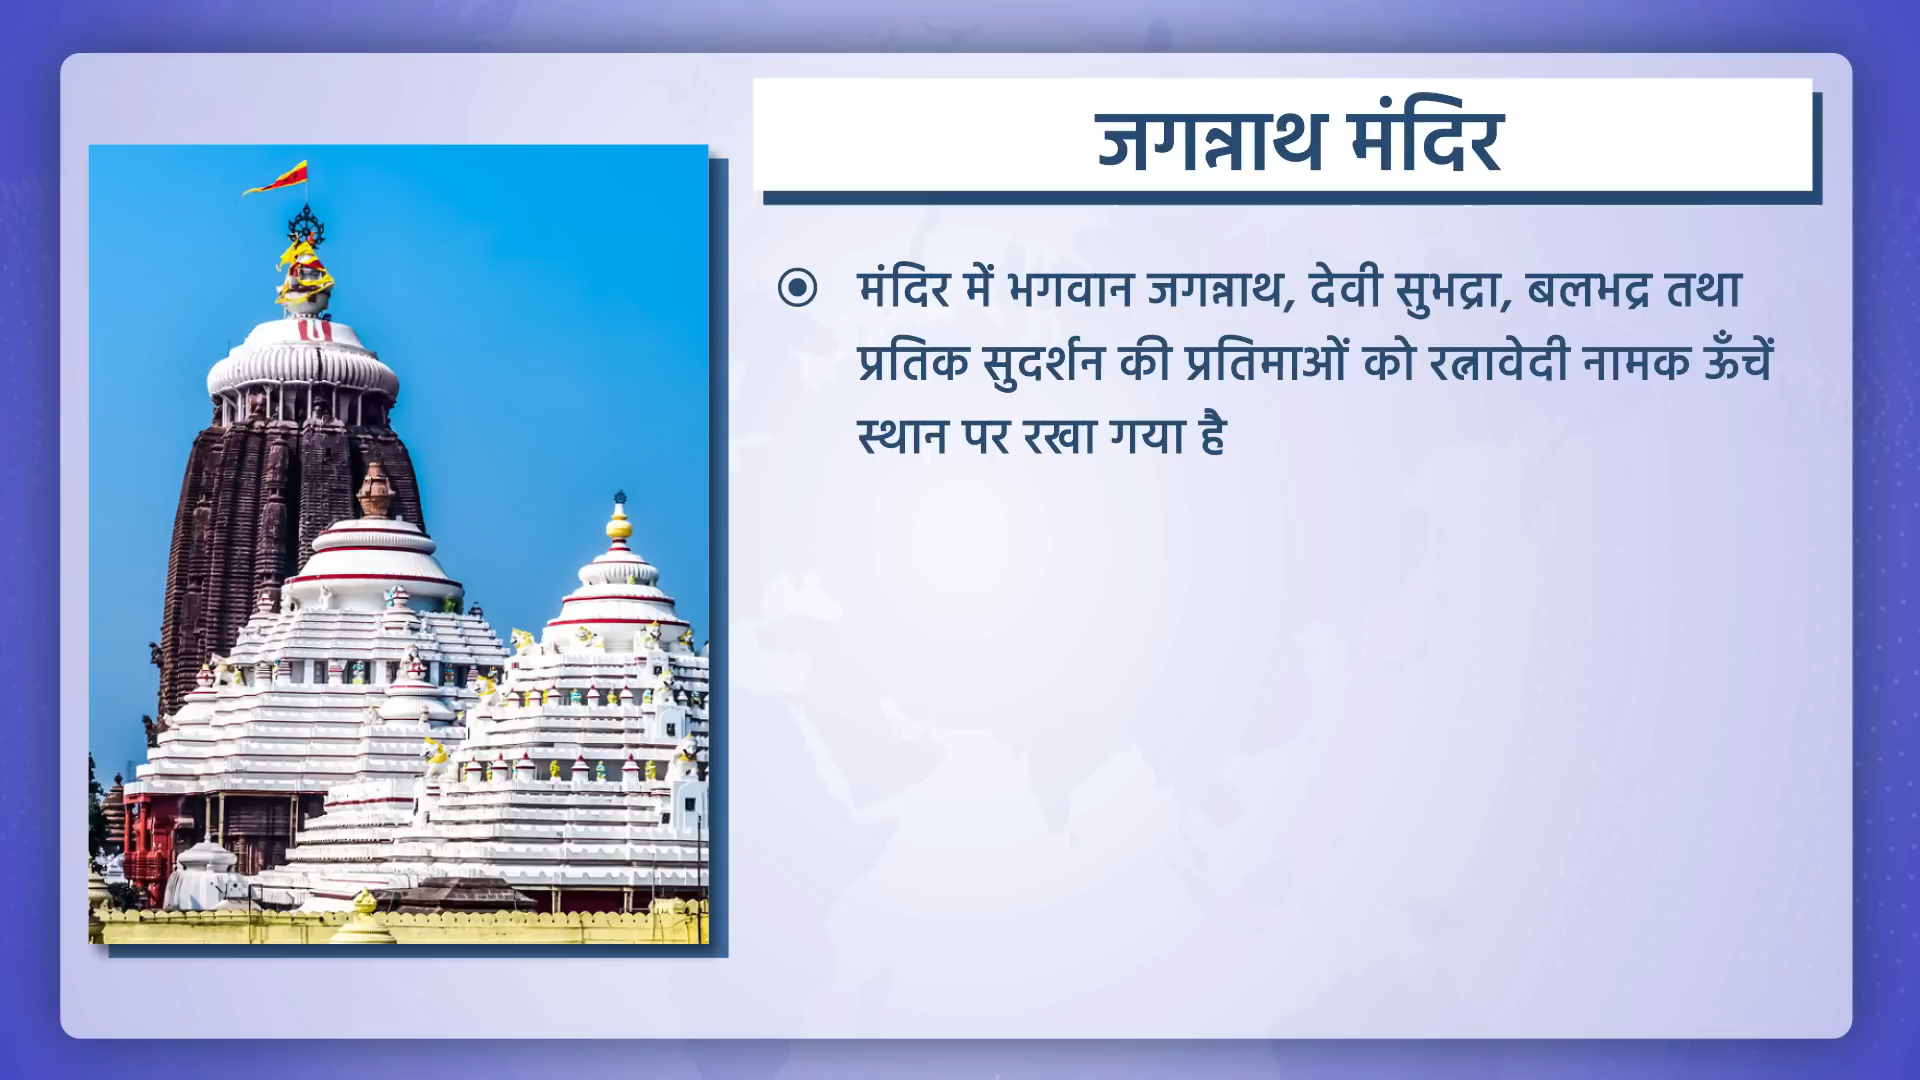 जगन्नाथ मंदिर
मंदिर में भगवान जगन्नाथ, देवी सुभद्रा, बलभद्र तथा
प्रतिक सुदर्शन की प्रतिमाओं को रत्नावेदी नामक ऊँचें
स्थान पर रखा गया है